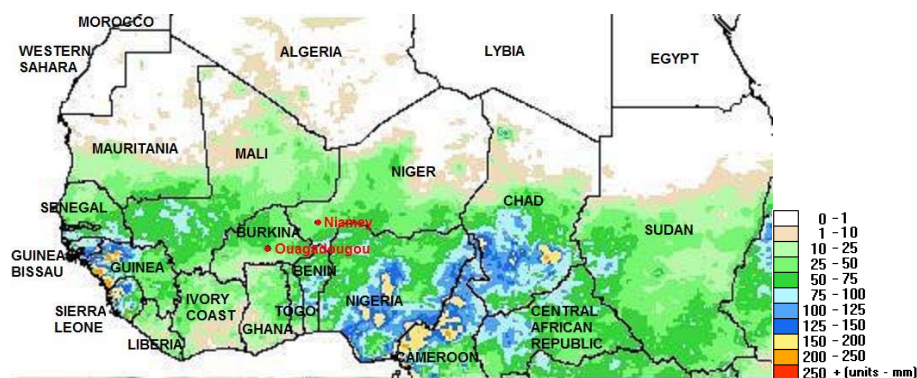 MOROCCO
WESTERN
SAHARA
ALGERIA
LYBIA
EGYPT
MAURITANIA
MALI
NIGER
CHAD
SUDAN
SENEGAL
Niamey
BURKINA
Ouagadougou
GUINEA
BISSAU
GUINEA
BENIN
NIGERIA
IVORY
COAST
TOGO
GHANA
SIERRA
LEONE
LIBERIA
CAMEROON
CENTRAL
AFRICAN
REPUBLIC
0 - 1
1 - 10
10 - 25
25 - 50
50 - 75
75 - 100
100 - 125
125 - 150
150 - 200
200 - 250
250 + (units - mm)